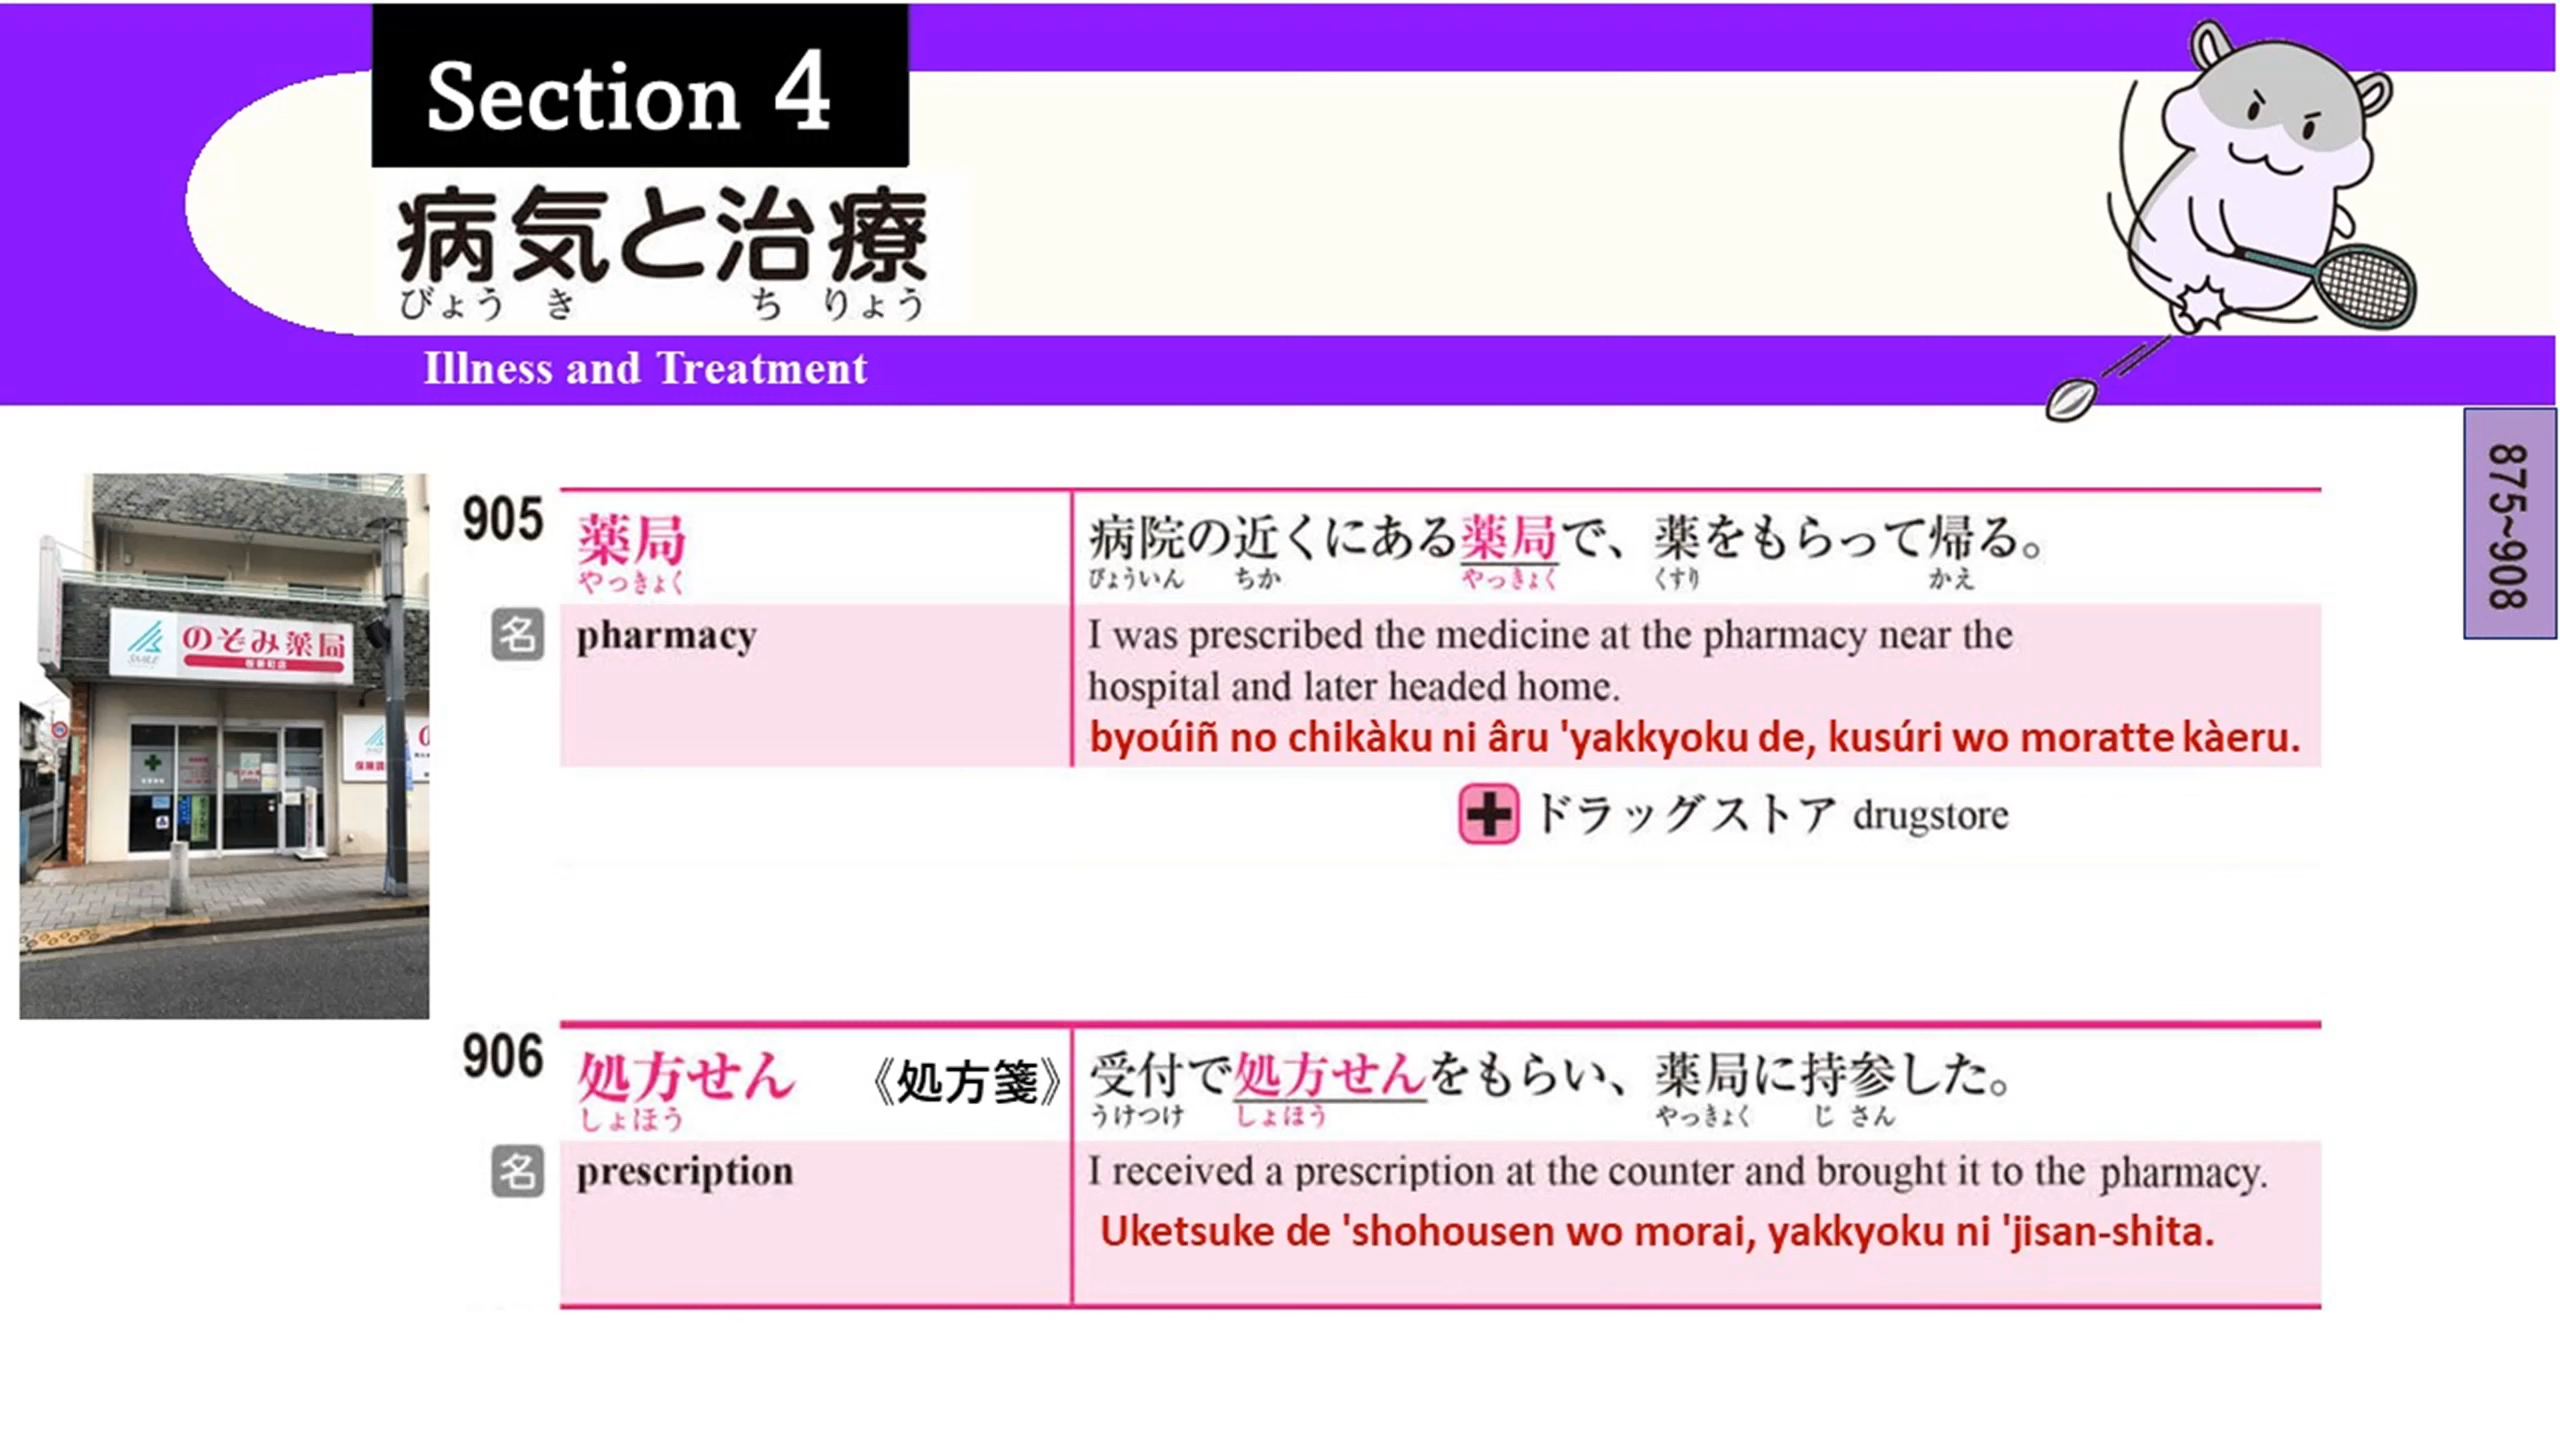 Section 4
病気と治療
びょう き ち りょう
Illness and Treatment
875~908
SMILE
のぞみ薬局
905
薬局
やっきょく
名
pharmacy
病院の近くにある薬局で、薬をもらって帰る。
びょういん ちか やっきょく くすり かえ
I was prescribed the medicine at the pharmacy near the
hospital and later headed home.
byoúiñ no chikàku ni âru 'yakkyoku de, kusúri wo moratte kàeru.
ドラッグストア drugstore
906
処方せん 《処方箋》
しょほう
名
prescription
受付で処方せんをもらい、薬局に持参した。
うけつけ しょほう やっきょく じ さん
I received a prescription at the counter and brought it to the pharmacy.
Uketsuke de 'shohousen wo morai, yakkyoku ni 'jisan-shita.